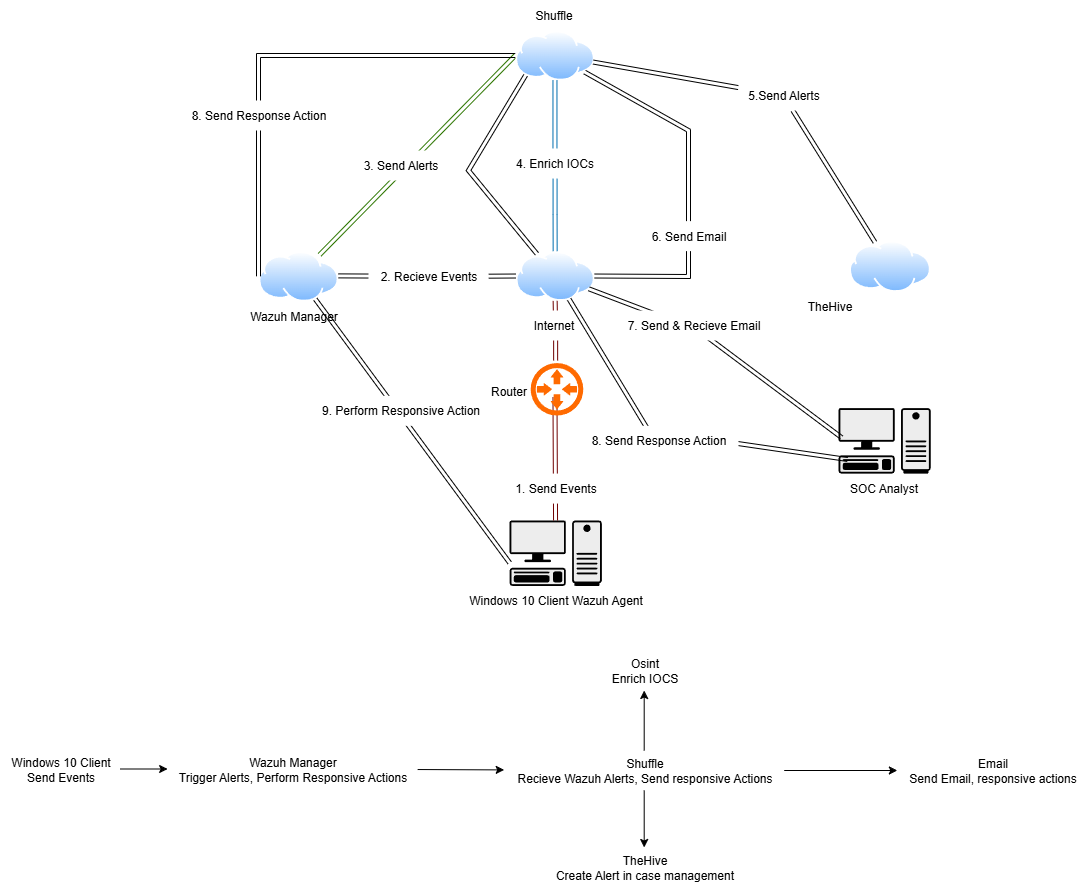 Shuffle
5.Send Alerts
8. Send Response Action
3. Send Alerts
4. Enrich IOCs
6. Send Email
2. Recieve Events
TheHive
Wazuh Manager
Internet
7. Send & Recieve Email
Router
9. Perform Responsive Action
8. Send Response Action
1. Send Events
SOC Analyst
Windows 10 Client Wazuh Agent
Osint
Enrich IOCS
Windows 10 Client
Send Events
Wazuh Manager
Trigger Alerts, Perform Responsive Actions
Shuffle
Recieve Wazuh Alerts, Send responsive Actions
Email
Send Email, responsive actions
TheHive
Create Alert in case management